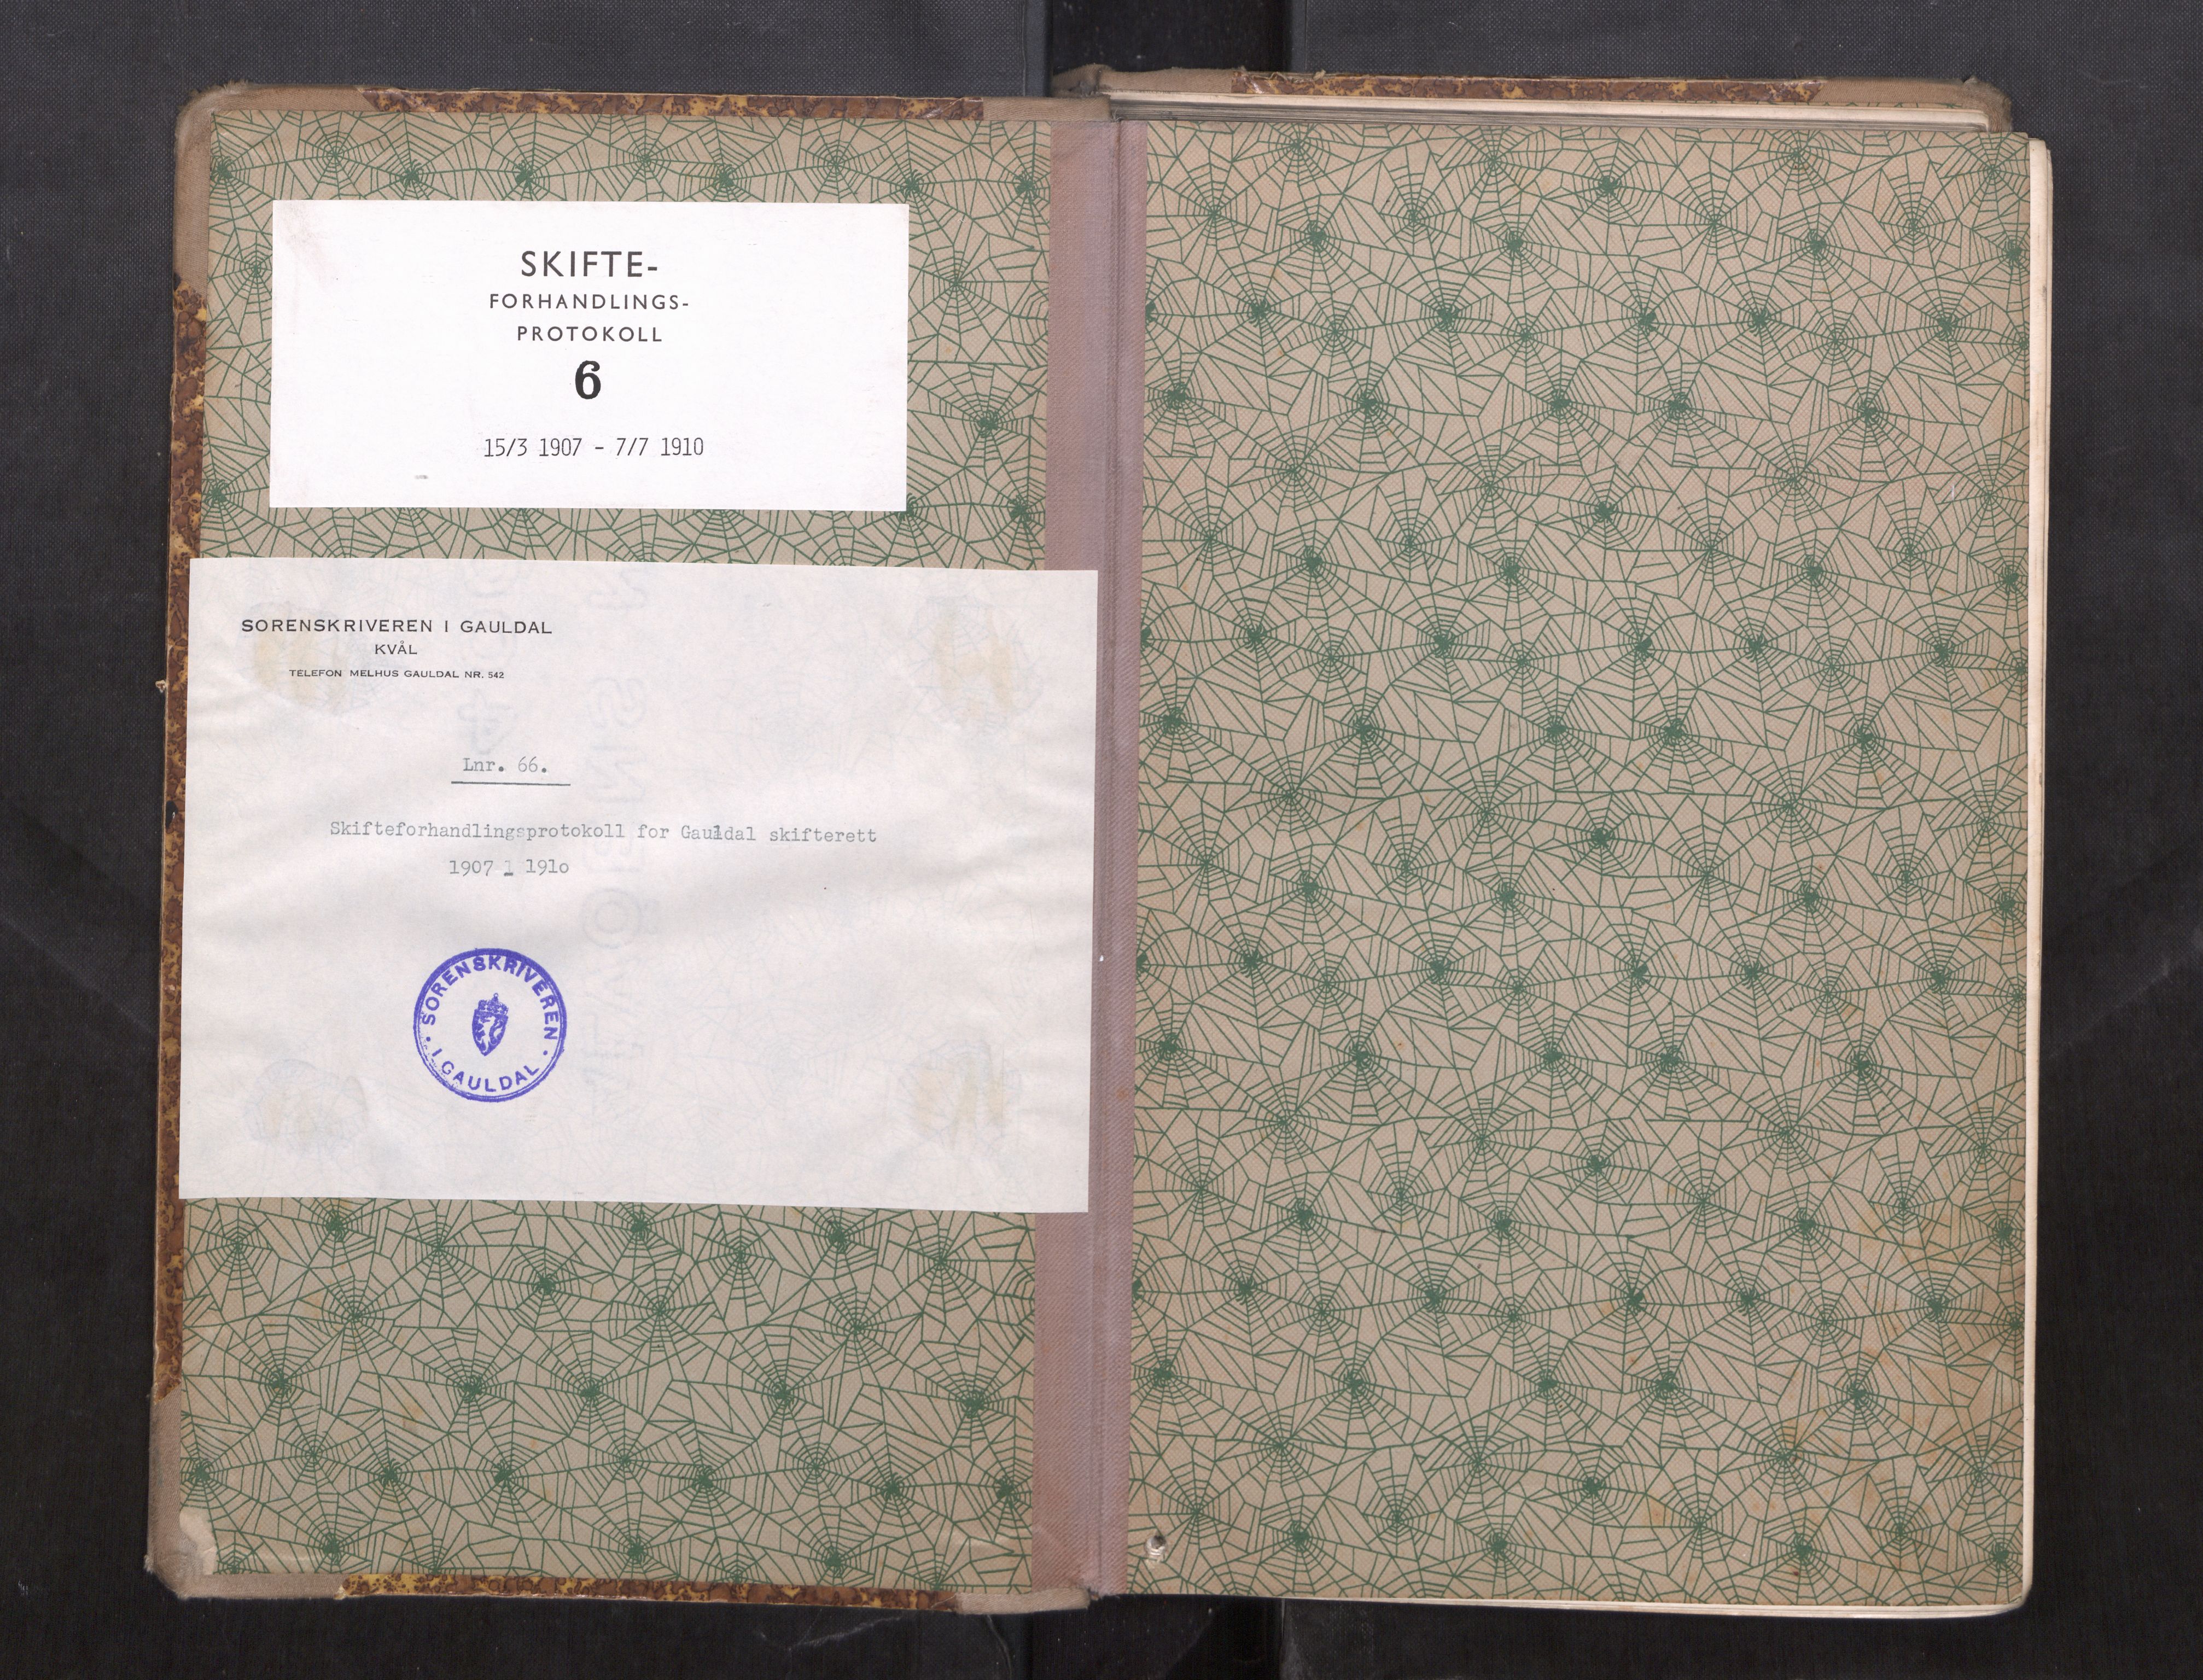 SKIFTE-
FORHANDLINGS-
PROTOKOLL
6
15/3 1907 - 7/7 1910
SORENSKRIVEREN I GAULDAL
KVÅL
TELEFON MELHUS GAULDAL NR. 542
Lnr. 66.
Skifteforhandlingsprotokoll for Gauldal skifterett
1907 - 191o
SORENSKRIVEREN
· I GAULDAL ·